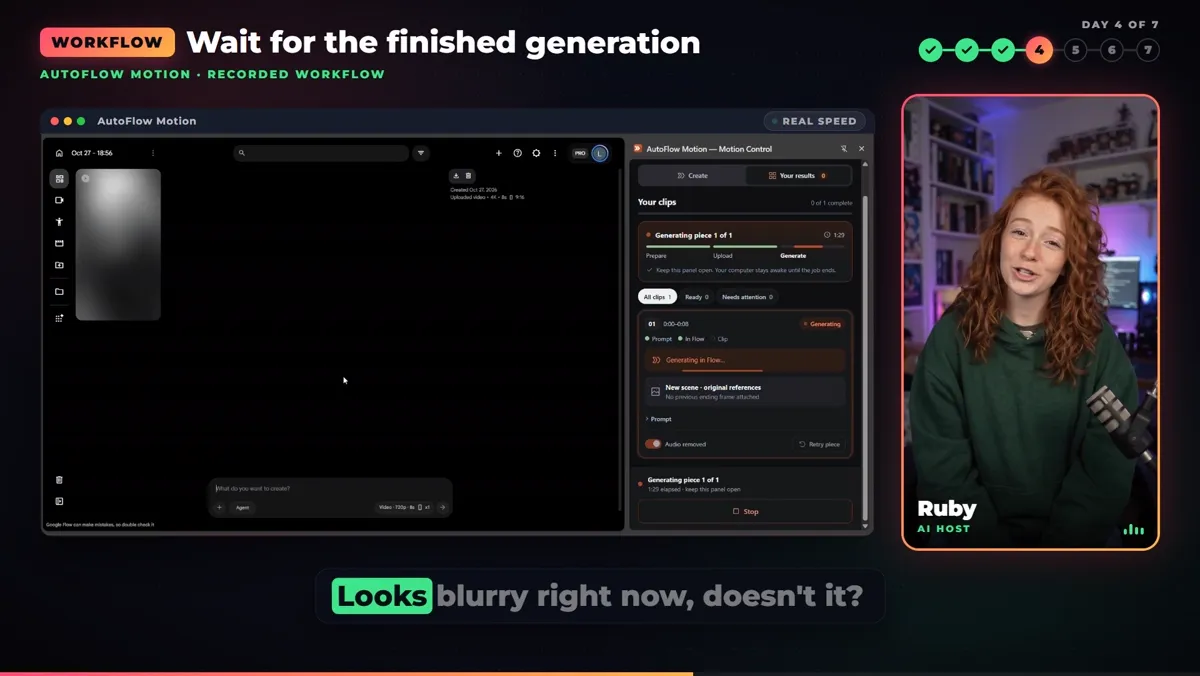 WORKFLOW Wait for the finished generation
AUTOFLOW MOTION · RECORDED WORKFLOW
DAY 4 OF 7
4 5 6 7
AutoFlow Motion
REAL SPEED
Oct 27 - 18:56
PRO L
Created Oct 27, 2026
Uploaded video • 4K • 8s 9:16
What do you want to create?
Agent
Video · 720p · 8s x1
Google Flow can make mistakes, so double check it
AutoFlow Motion — Motion Control
Create Your results 0
Your clips 0 of 1 complete
Generating piece 1 of 1 1:29
Prepare Upload Generate
Keep this panel open. Your computer stays awake until the job ends.
All clips 1 Ready 0 Needs attention 0
01 0:00–0:08 Generating
Prompt In Flow Clip
Generating in Flow...
New scene · original references
No previous ending frame attached
Prompt
Audio removed Retry piece
Generating piece 1 of 1
1:29 elapsed · keep this panel open
Stop
Ruby
AI HOST
Looks blurry right now, doesn't it?